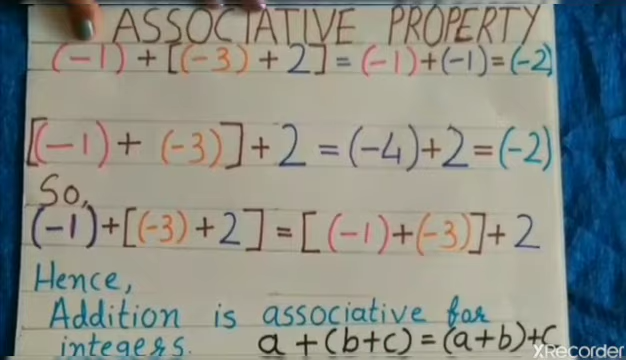 ASSOCIATIVE PROPERTY
(-1) + [(-3) + 2] = (-1)+(-1)=(-2)
[(-1) + (-3)] + 2 = (-4)+2 = (-2)
So,
(-1)+[(-3)+2] = [(-1)+(-3)]+2
Hence,
Addition is associative for
integers. a+(b+c)=(a+b)+c
XRecorder